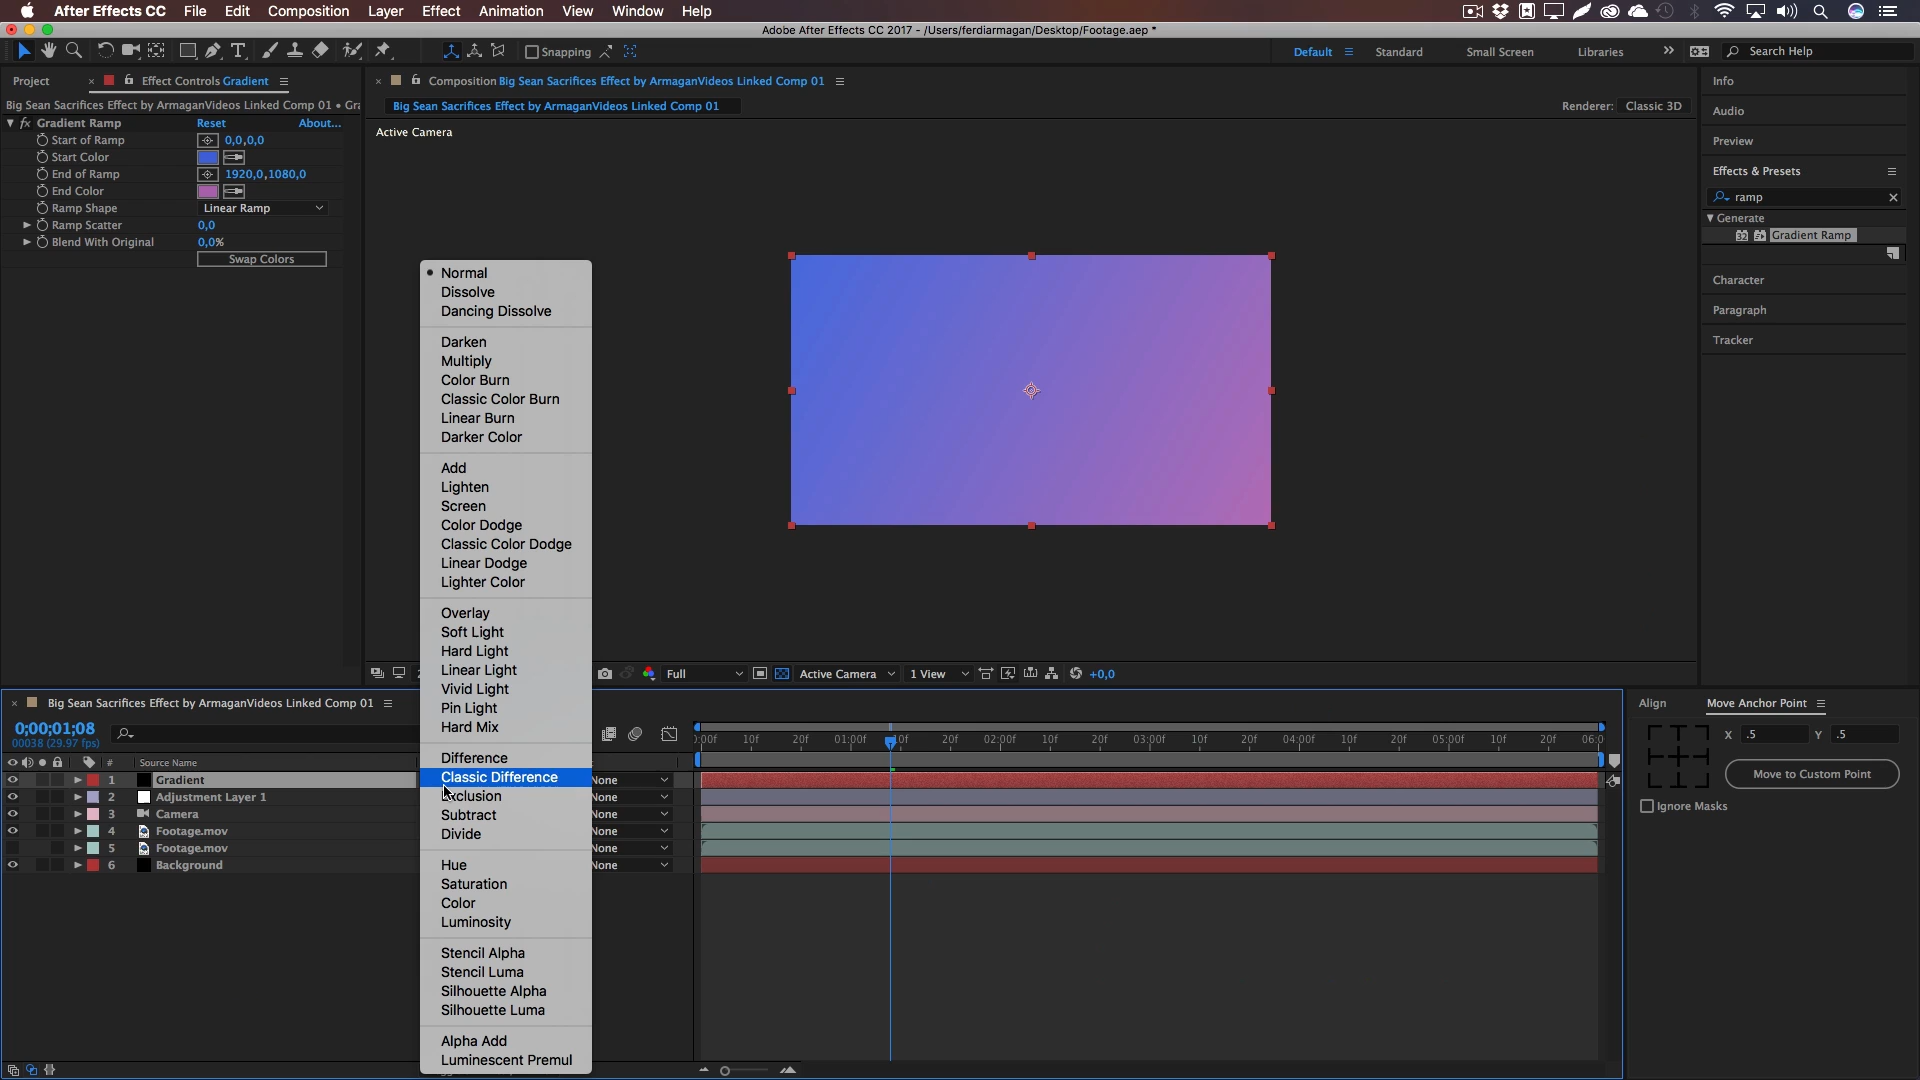 After Effects CC File Edit Composition Layer Effect Animation View Window Help
Adobe After Effects CC 2017 - /Users/ferdiarmagan/Desktop/Footage.aep *
Snapping Default Standard Small Screen Libraries Search Help
Project Effect Controls Gradient
Big Sean Sacrifices Effect by ArmaganVideos Linked Comp 01 • Gra
Gradient Ramp Reset About...
Start of Ramp 0,0,0,0
Start Color
End of Ramp 1920,0,1080,0
End Color
Ramp Shape Linear Ramp
Ramp Scatter 0,0
Blend With Original 0,0%
Swap Colors
Composition Big Sean Sacrifices Effect by ArmaganVideos Linked Comp 01
Big Sean Sacrifices Effect by ArmaganVideos Linked Comp 01
Renderer: Classic 3D
Active Camera
Info
Audio
Preview
Effects & Presets
ramp
Generate
32 Gradient Ramp
Character
Paragraph
Tracker
Normal
Dissolve
Dancing Dissolve
Darken
Multiply
Color Burn
Classic Color Burn
Linear Burn
Darker Color
Add
Lighten
Screen
Color Dodge
Classic Color Dodge
Linear Dodge
Lighter Color
Overlay
Soft Light
Hard Light
Linear Light
Vivid Light
Pin Light
Hard Mix
Difference
Classic Difference
Exclusion
Subtract
Divide
Hue
Saturation
Color
Luminosity
Stencil Alpha
Stencil Luma
Silhouette Alpha
Silhouette Luma
Alpha Add
Luminescent Premul
Full Active Camera 1 View +0,0
Big Sean Sacrifices Effect by ArmaganVideos Linked Comp 01
0;00;01;08
00038 (29.97 fps)
:00f 10f 20f 01:00f 10f 20f 02:00f 10f 20f 03:00f 10f 20f 04:00f 10f 20f 05:00f 10f 20f 06:0
# Source Name
1 Gradient None
2 Adjustment Layer 1 None
3 Camera None
4 Footage.mov None
5 Footage.mov None
6 Background None
Align Move Anchor Point
X .5 Y .5
Move to Custom Point
Ignore Masks